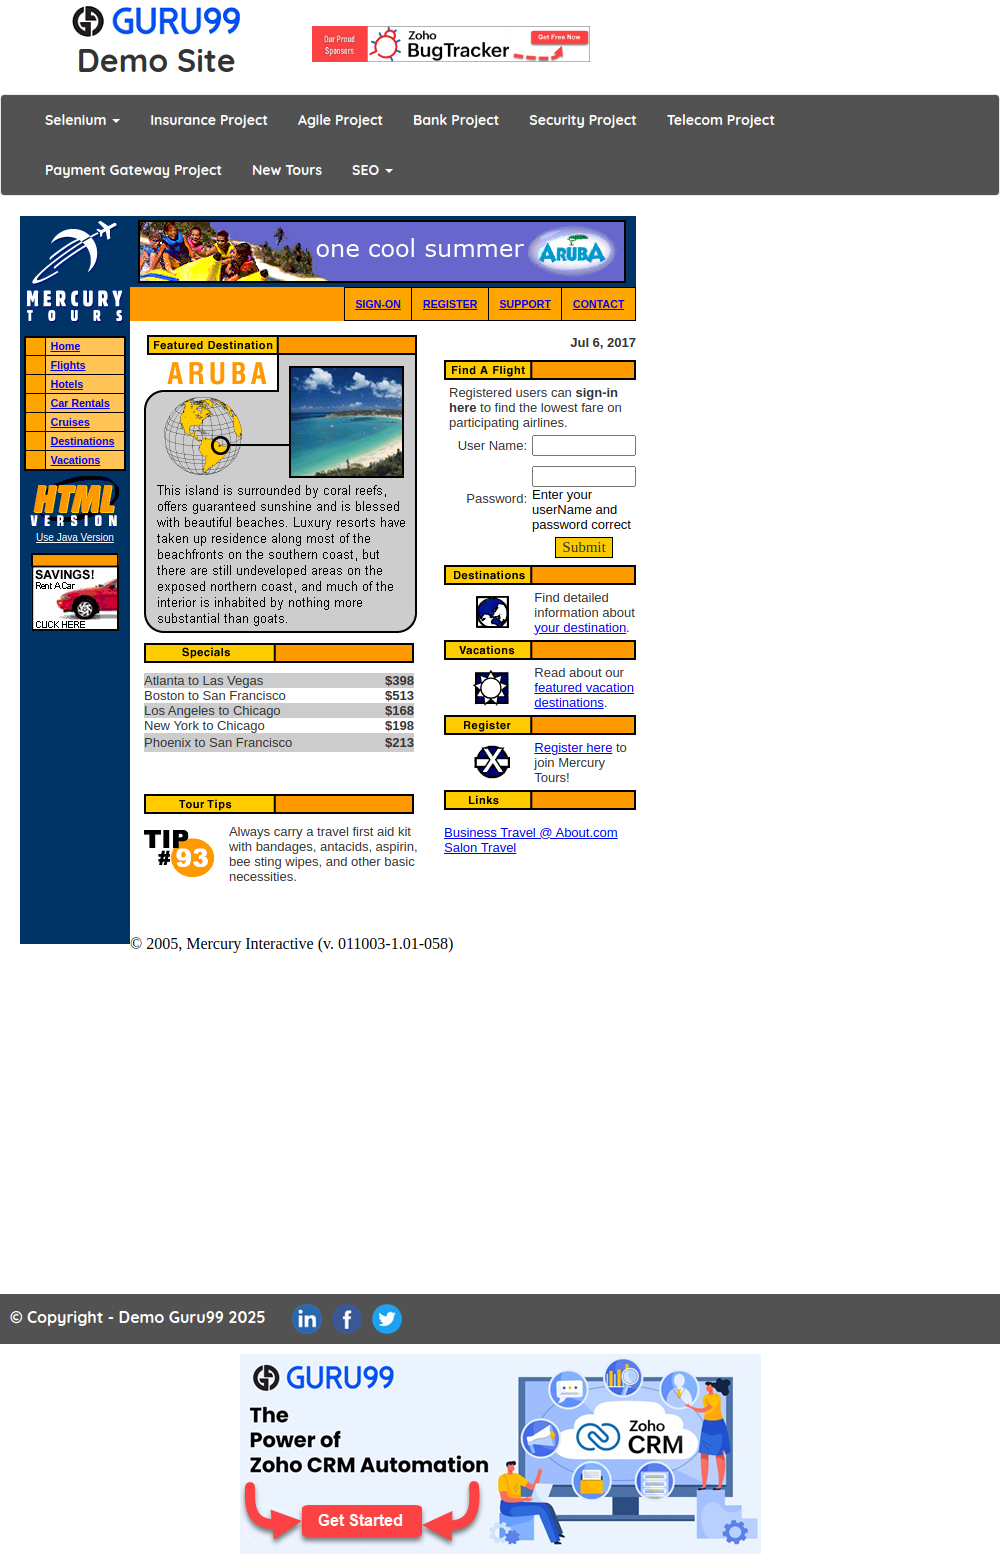 GURU99
Demo Site
Our Proud
Sponsors
Zoho
BugTracker
Get Free Now
Selenium
Insurance Project
Agile Project
Bank Project
Security Project
Telecom Project
Payment Gateway Project
New Tours
SEO
MERCURY
TOURS
one cool summer
ARUBA
SIGN-ON
REGISTER
SUPPORT
CONTACT
Home
Flights
Hotels
Car Rentals
Cruises
Destinations
Vacations
HTML
VERSION
Use Java Version
SAVINGS!
Rent A Car
CLICK HERE
Featured Destination
ARUBA
This island is surrounded by coral reefs,
offers guaranteed sunshine and is blessed
with beautiful beaches. Luxury resorts have
taken up residence along most of the
beachfronts on the southern coast, but
there are still undeveloped areas on the
exposed northern coast, and much of the
interior is inhabited by nothing more
substantial than goats.
Specials
Atlanta to Las Vegas $398
Boston to San Francisco $513
Los Angeles to Chicago $168
New York to Chicago $198
Phoenix to San Francisco $213
Tour Tips
TIP
#93
Always carry a travel first aid kit
with bandages, antacids, aspirin,
bee sting wipes, and other basic
necessities.
Jul 6, 2017
Find A Flight
Registered users can sign-in
here to find the lowest fare on
participating airlines.
User Name:
Password:
Enter your
userName and
password correct
Submit
Destinations
Find detailed
information about
your destination.
Vacations
Read about our
featured vacation
destinations.
Register
Register here to
join Mercury
Tours!
Links
Business Travel @ About.com
Salon Travel
© 2005, Mercury Interactive (v. 011003-1.01-058)
© Copyright - Demo Guru99 2025
in
f
GURU99
The
Power of
Zoho CRM Automation
Get Started
Zoho
CRM